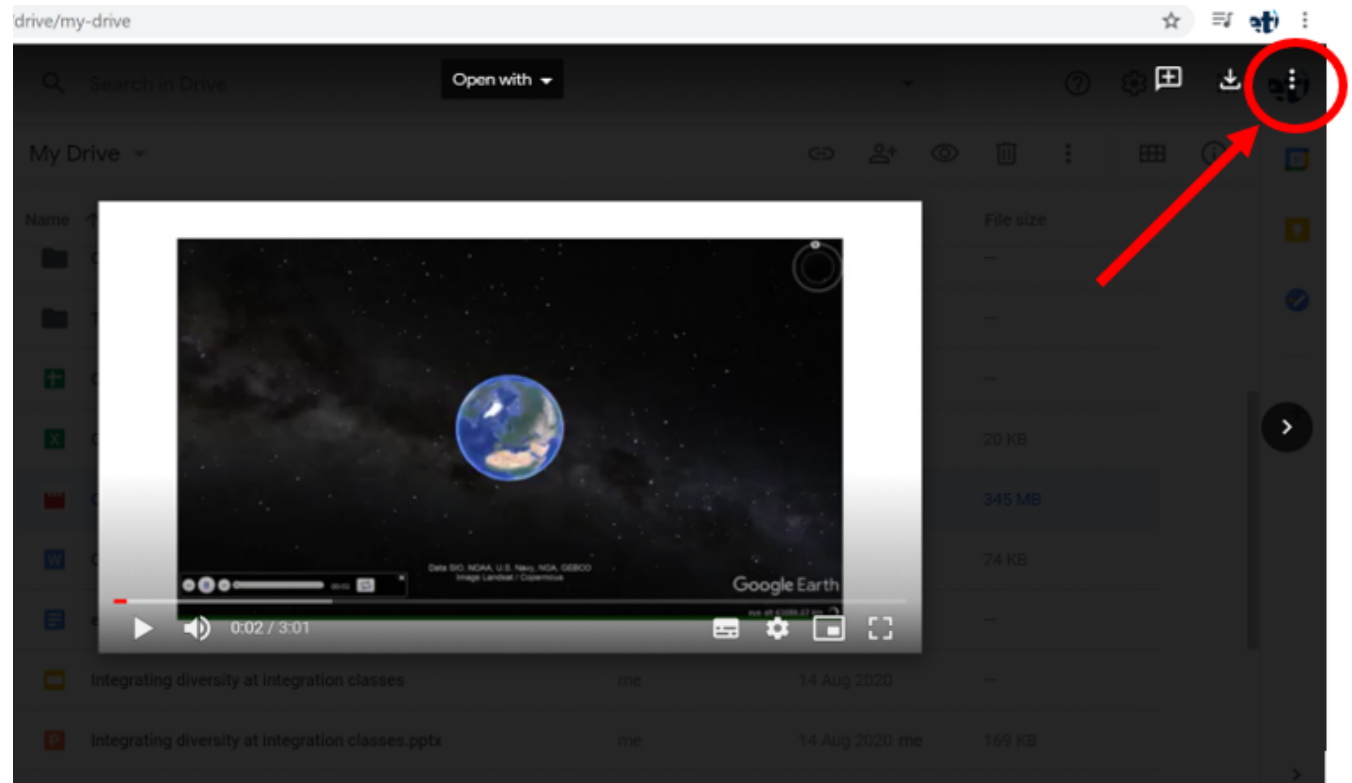 drive/my-drive
Search in Drive
Open with
My Drive
Name
File size
20 KB
345 MB
74 KB
Data SIO, NOAA, U.S. Navy, NGA, GEBCO
Image Landsat / Copernicus
Google Earth
0:02 / 3:01
Integrating diversity at integration classes me 14 Aug 2020
Integrating diversity at integration classes.pptx me 14 Aug 2020 me 169 KB